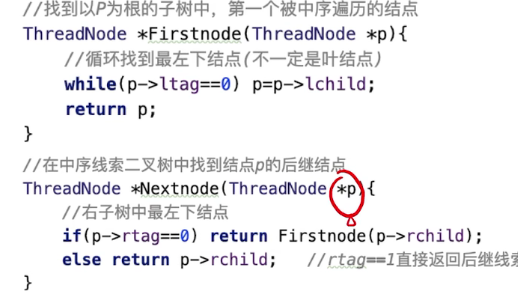 //找到以P为根的子树中，第一个被中序遍历的结点
ThreadNode *Firstnode(ThreadNode *p){
//循环找到最左下结点(不一定是叶结点)
while(p->ltag==0) p=p->lchild;
return p;
}
//在中序线索二叉树中找到结点p的后继结点
ThreadNode *Nextnode(ThreadNode *p){
//右子树中最左下结点
if(p->rtag==0) return Firstnode(p->rchild);
else return p->rchild; //rtag==1直接返回后继线索
}